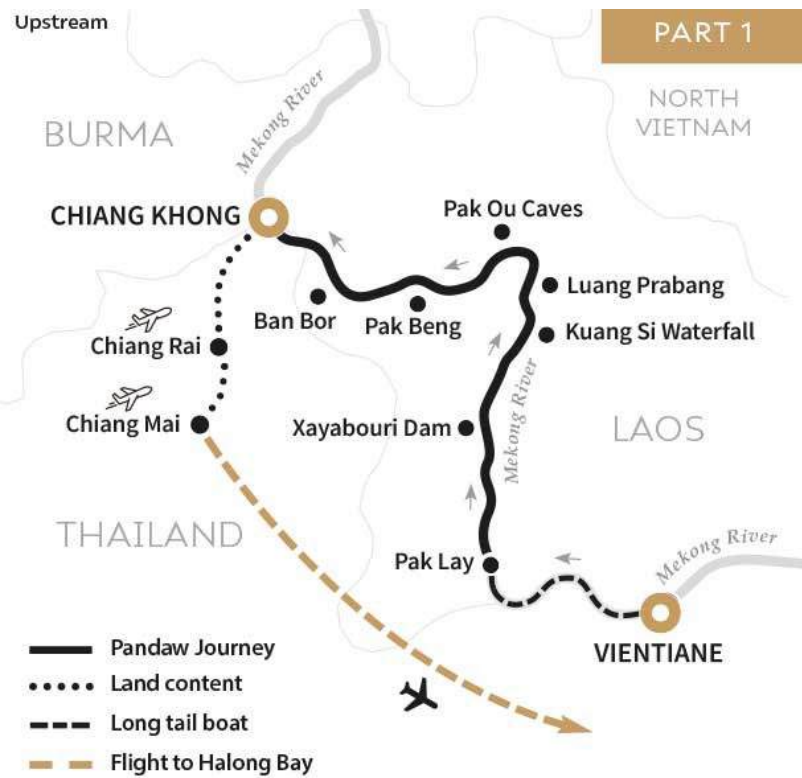 Upstream
PART 1
Mekong River
BURMA
NORTH
VIETNAM
CHIANG KHONG
Pak Ou Caves
Luang Prabang
Ban Bor
Pak Beng
Kuang Si Waterfall
Chiang Rai
Chiang Mai
Xayabouri Dam
Mekong River
LAOS
THAILAND
Pak Lay
Mekong River
VIENTIANE
Pandaw Journey
Land content
Long tail boat
Flight to Halong Bay